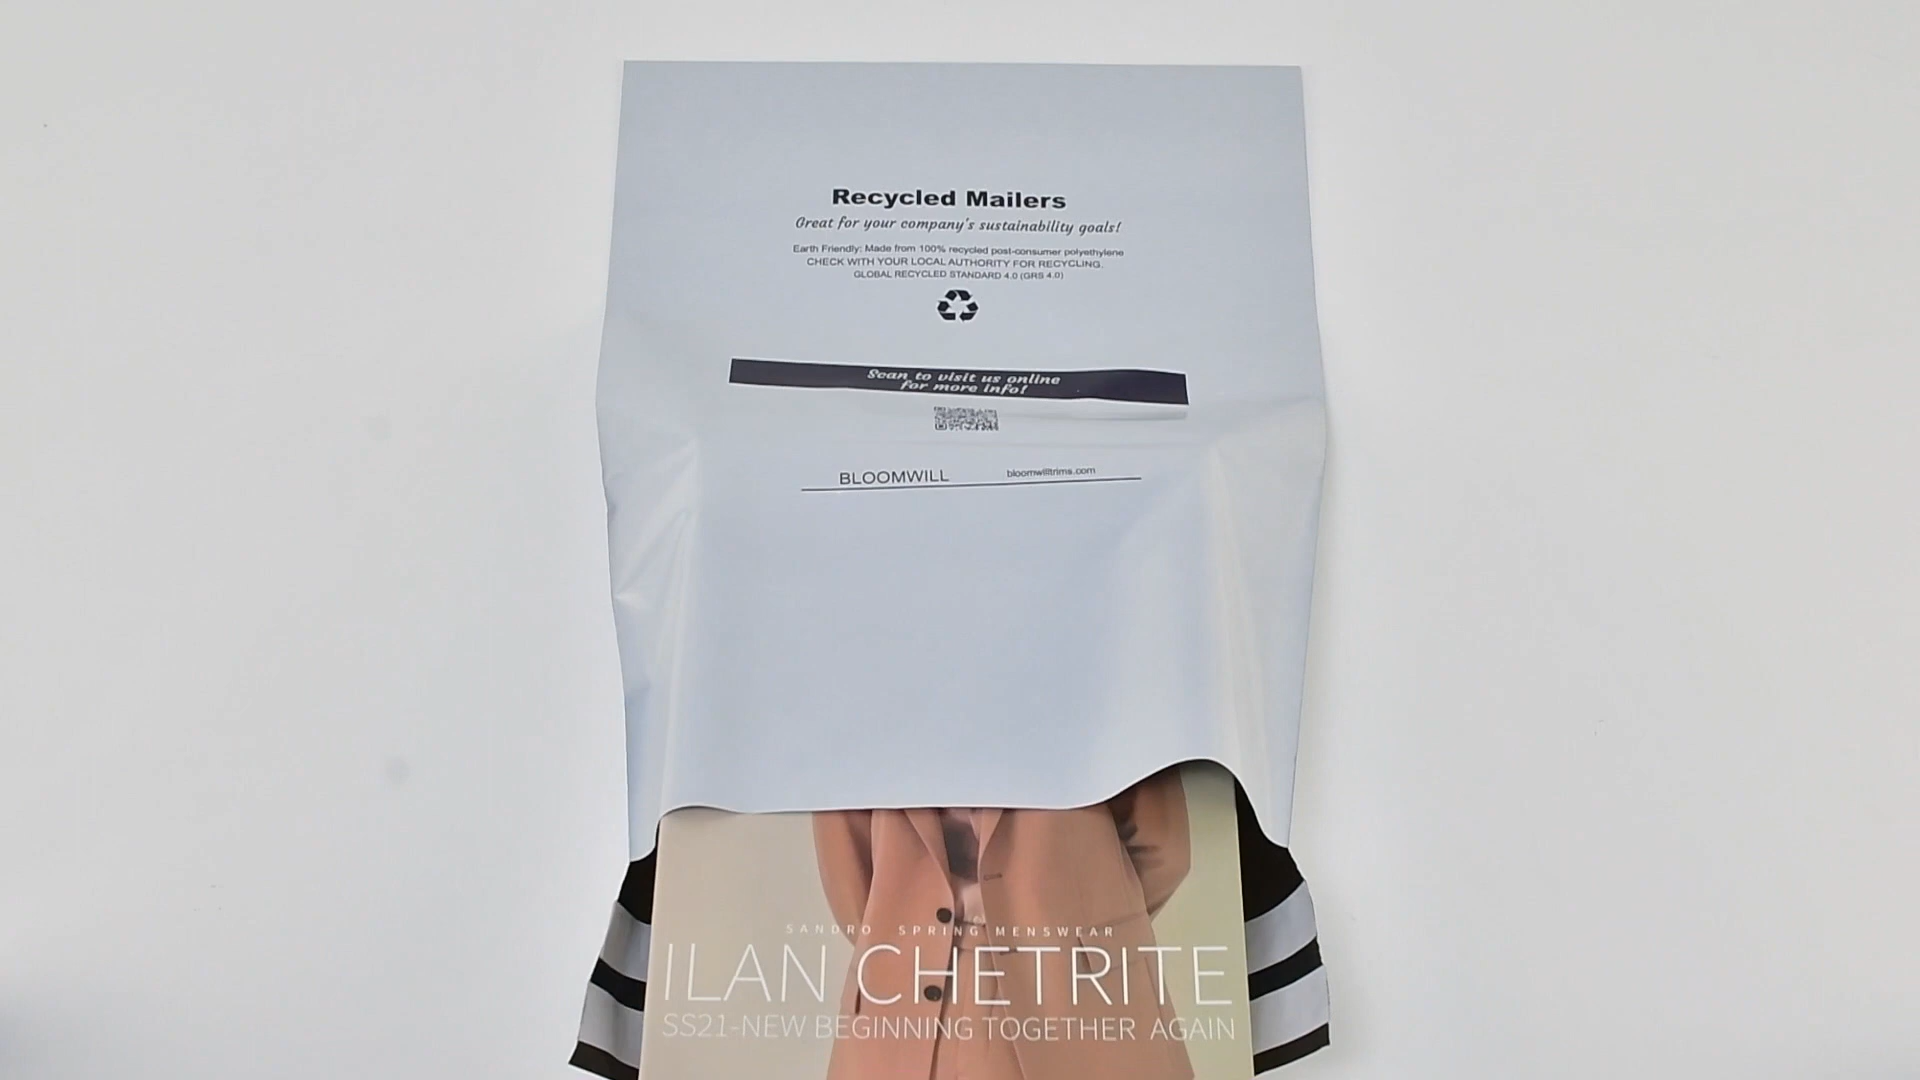 Recycled Mailers
Great for your company's sustainability goals!
Earth Friendly: Made from 100% recycled post-consumer polyethylene
CHECK WITH YOUR LOCAL AUTHORITY FOR RECYCLING.
GLOBAL RECYCLED STANDARD 4.0 (GRS 4.0)
Scan to visit us online
for more info!
BLOOMWILL bloomwilltrims.com
SANDRO SPRING MENSWEAR
ILAN CHETRITE
SS21-NEW BEGINNING TOGETHER AGAIN